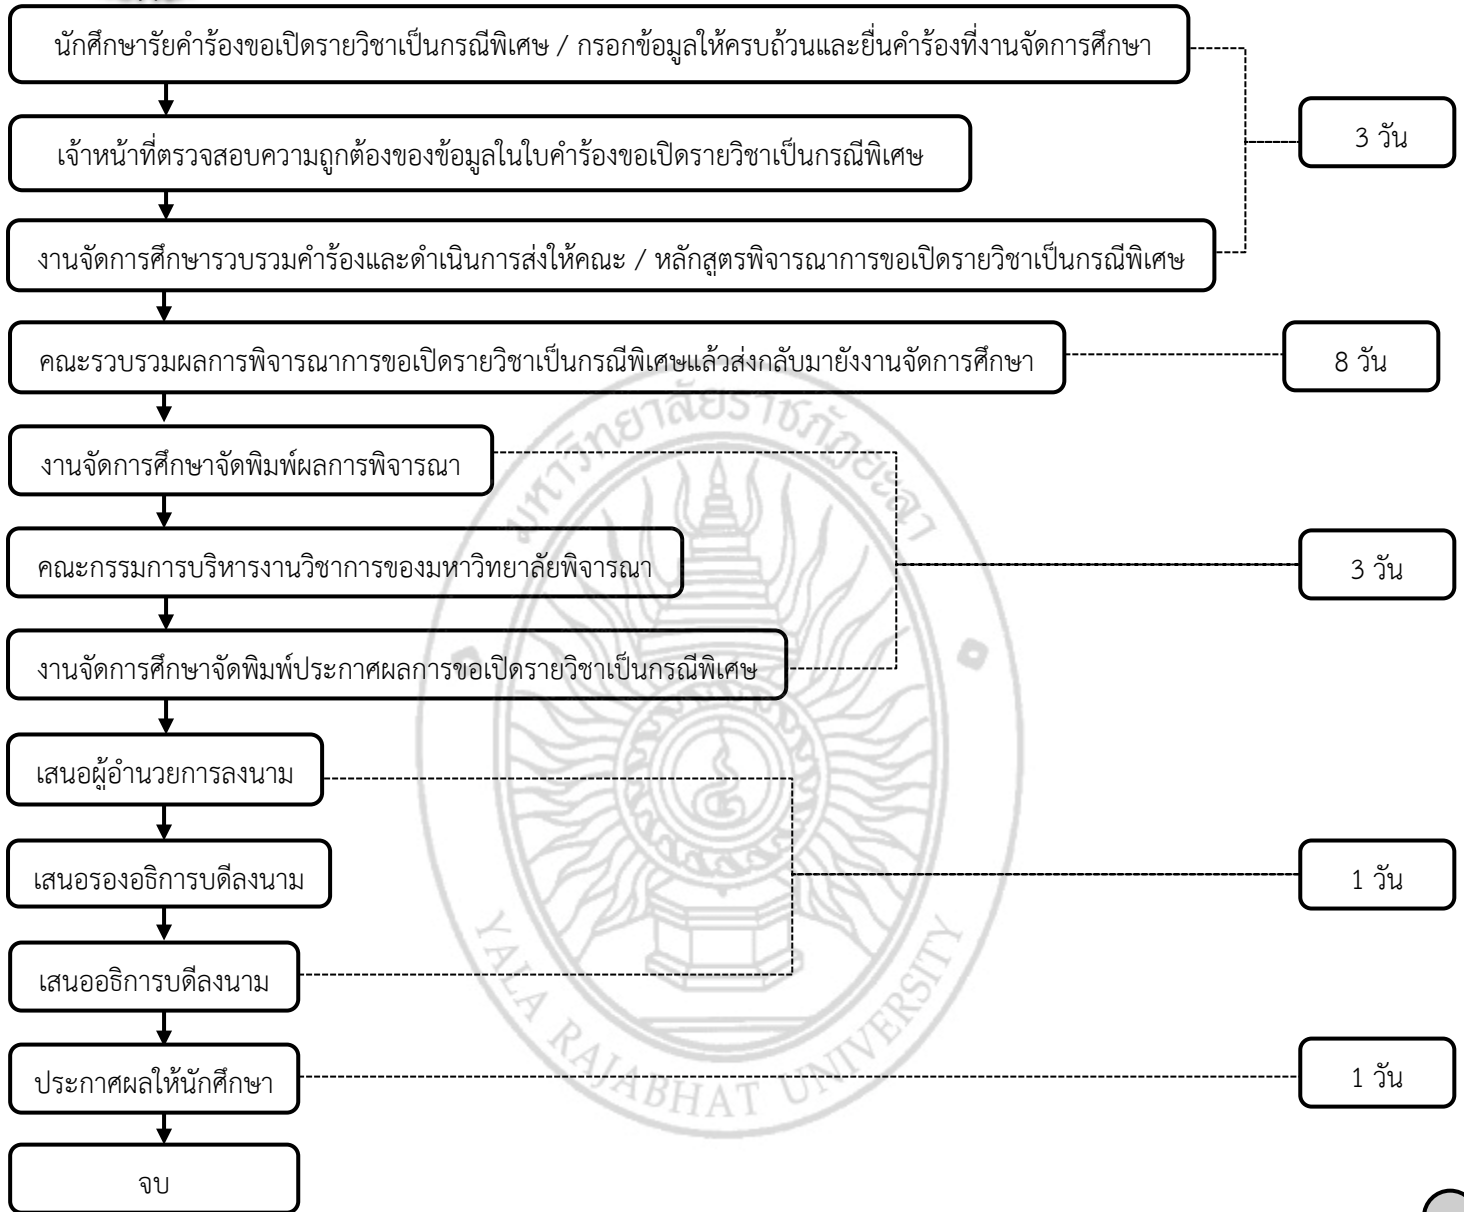 นักศึกษารัยคำร้องขอเปิดรายวิชาเป็นกรณีพิเศษ / กรอกข้อมูลให้ครบถ้วนและยื่นคำร้องที่งานจัดการศึกษา
3 วัน
เจ้าหน้าที่ตรวจสอบความถูกต้องของข้อมูลในใบคำร้องขอเปิดรายวิชาเป็นกรณีพิเศษ
งานจัดการศึกษารวบรวมคำร้องและดำเนินการส่งให้คณะ / หลักสูตรพิจารณาการขอเปิดรายวิชาเป็นกรณีพิเศษ
คณะรวบรวมผลการพิจารณาการขอเปิดรายวิชาเป็นกรณีพิเศษแล้วส่งกลับมายังงานจัดการศึกษา
8 วัน
งานจัดการศึกษาจัดพิมพ์ผลการพิจารณา
คณะกรรมการบริหารงานวิชาการของมหาวิทยาลัยพิจารณา
3 วัน
งานจัดการศึกษาจัดพิมพ์ประกาศผลการขอเปิดรายวิชาเป็นกรณีพิเศษ
เสนอผู้อำนวยการลงนาม
เสนอรองอธิการบดีลงนาม
1 วัน
เสนออธิการบดีลงนาม
ประกาศผลให้นักศึกษา
1 วัน
จบ
มหาวิทยาลัยราชภัฏยะลา
YALA RAJABHAT UNIVERSITY